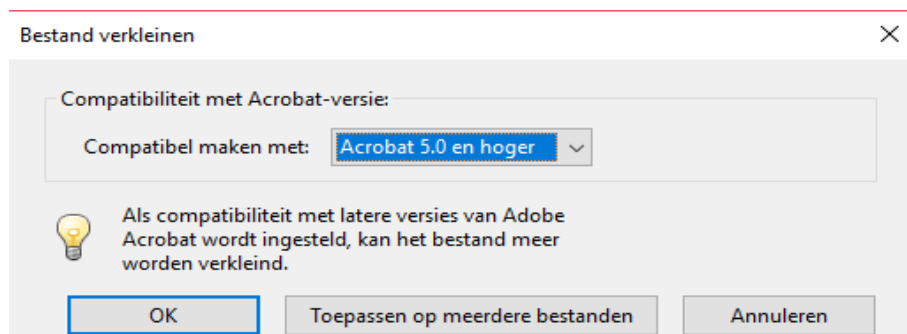 Bestand verkleinen
Compatibiliteit met Acrobat-versie:
Compatibel maken met: Acrobat 5.0 en hoger
Als compatibiliteit met latere versies van Adobe
Acrobat wordt ingesteld, kan het bestand meer
worden verkleind.
OK Toepassen op meerdere bestanden Annuleren